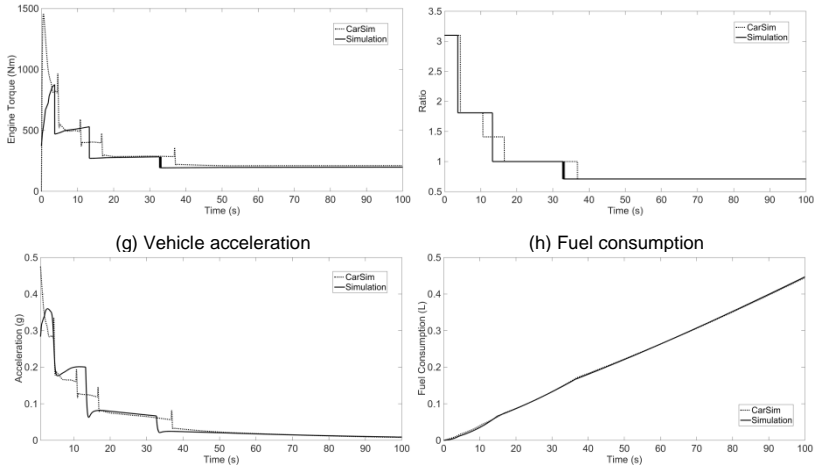 1500
1000
500
0
Engine Torque (Nm)
CarSim
Simulation
0 10 20 30 40 50 60 70 80 90 100
Time (s)
3.5
3
2.5
2
1.5
1
0.5
Ratio
CarSim
Simulation
0 10 20 30 40 50 60 70 80 90 100
Time (s)
(g) Vehicle acceleration
(h) Fuel consumption
0.5
0.4
0.3
0.2
0.1
0
Acceleration (g)
CarSim
Simulation
10 20 30 40 50 60 70 80 90 100
Time (s)
0.5
0.4
0.3
0.2
0.1
0
Fuel Consumption (L)
CarSim
Simulation
0 10 20 30 40 50 60 70 80 90 100
Time (s)